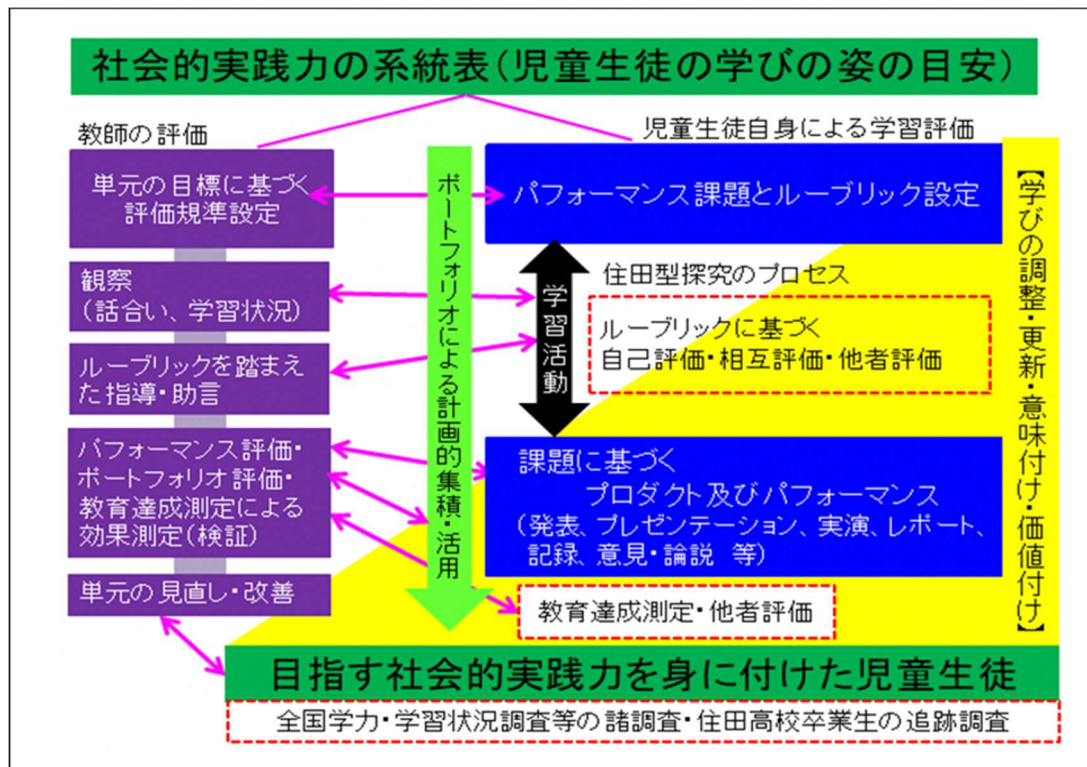 社会的実践力の系統表(児童生徒の学びの姿の目安)
教師の評価
児童生徒自身による学習評価
単元の目標に基づく
評価規準設定
パフォーマンス課題とルーブリック設定
観察
(話合い、学習状況)
ルーブリックを踏まえ
た指導・助言
パフォーマンス評価・
ポートフォリオ評価・
教育達成測定による
効果測定(検証)
単元の見直し・改善
ポートフォリオによる計画的集積・活用
学習活動
住田型探究のプロセス
ルーブリックに基づく
自己評価・相互評価・他者評価
課題に基づく
プロダクト及びパフォーマンス
(発表、プレゼンテーション、実演、レポート、
記録、意見・論説 等)
教育達成測定・他者評価
【学びの調整・更新・意味付け・価値付け】
目指す社会的実践力を身に付けた児童生徒
全国学力・学習状況調査等の諸調査・住田高校卒業生の追跡調査